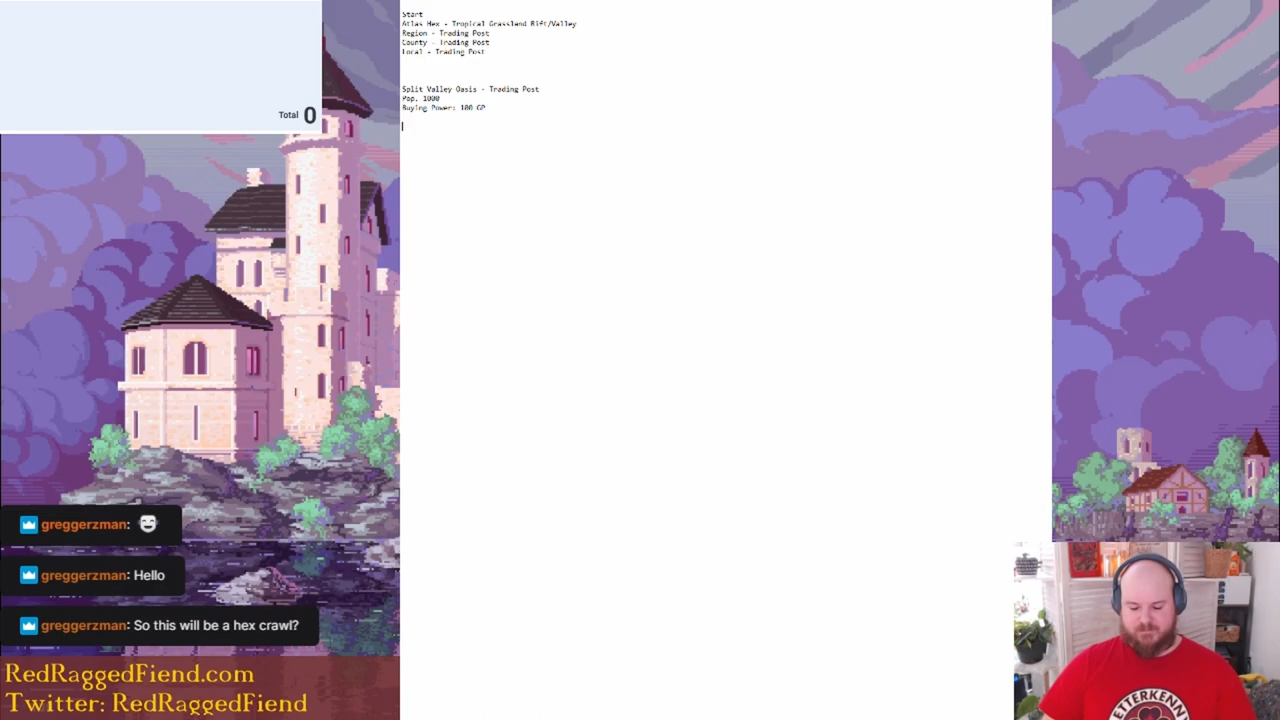 Start
Atlas Hex - Tropical Grassland Rift/Valley
Region - Trading Post
County - Trading Post
Local - Trading Post
Split Valley Oasis - Trading Post
Pop. 1000
Buying Power: 100 GP
Total 0
greggerzman:
greggerzman: Hello
greggerzman: So this will be a hex crawl?
RedRaggedFiend.com
Twitter: RedRaggedFiend
LETTERKENN